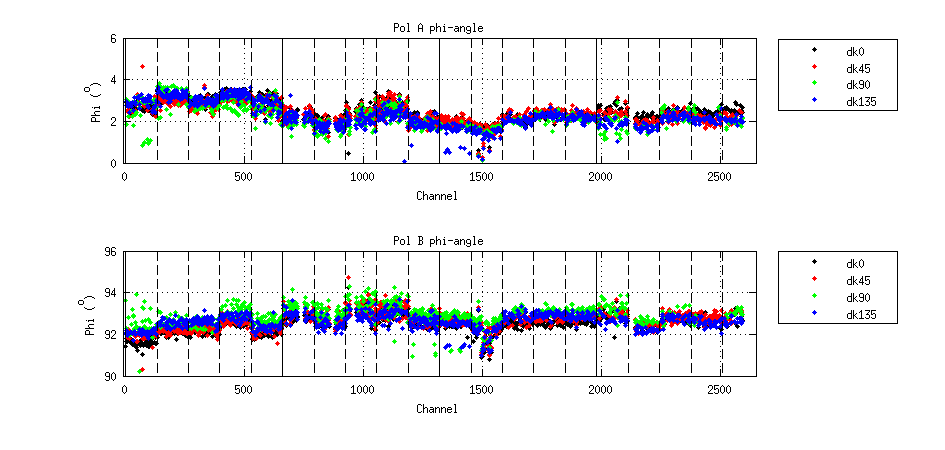 Pol A phi-angle
6
4
2
0
Phi (°)
0 500 1000 1500 2000 2500
Channel
dk0
dk45
dk90
dk135
Pol B phi-angle
96
94
92
90
Phi (°)
0 500 1000 1500 2000 2500
Channel
dk0
dk45
dk90
dk135